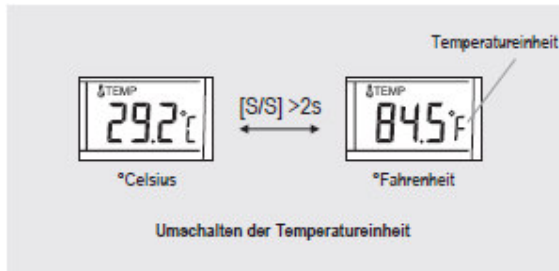 Temperatureinheit
TEMP
29.2°C
[S/S] >2s
TEMP
84.5°F
°Celsius
°Fahrenheit
Umschalten der Temperatureinheit